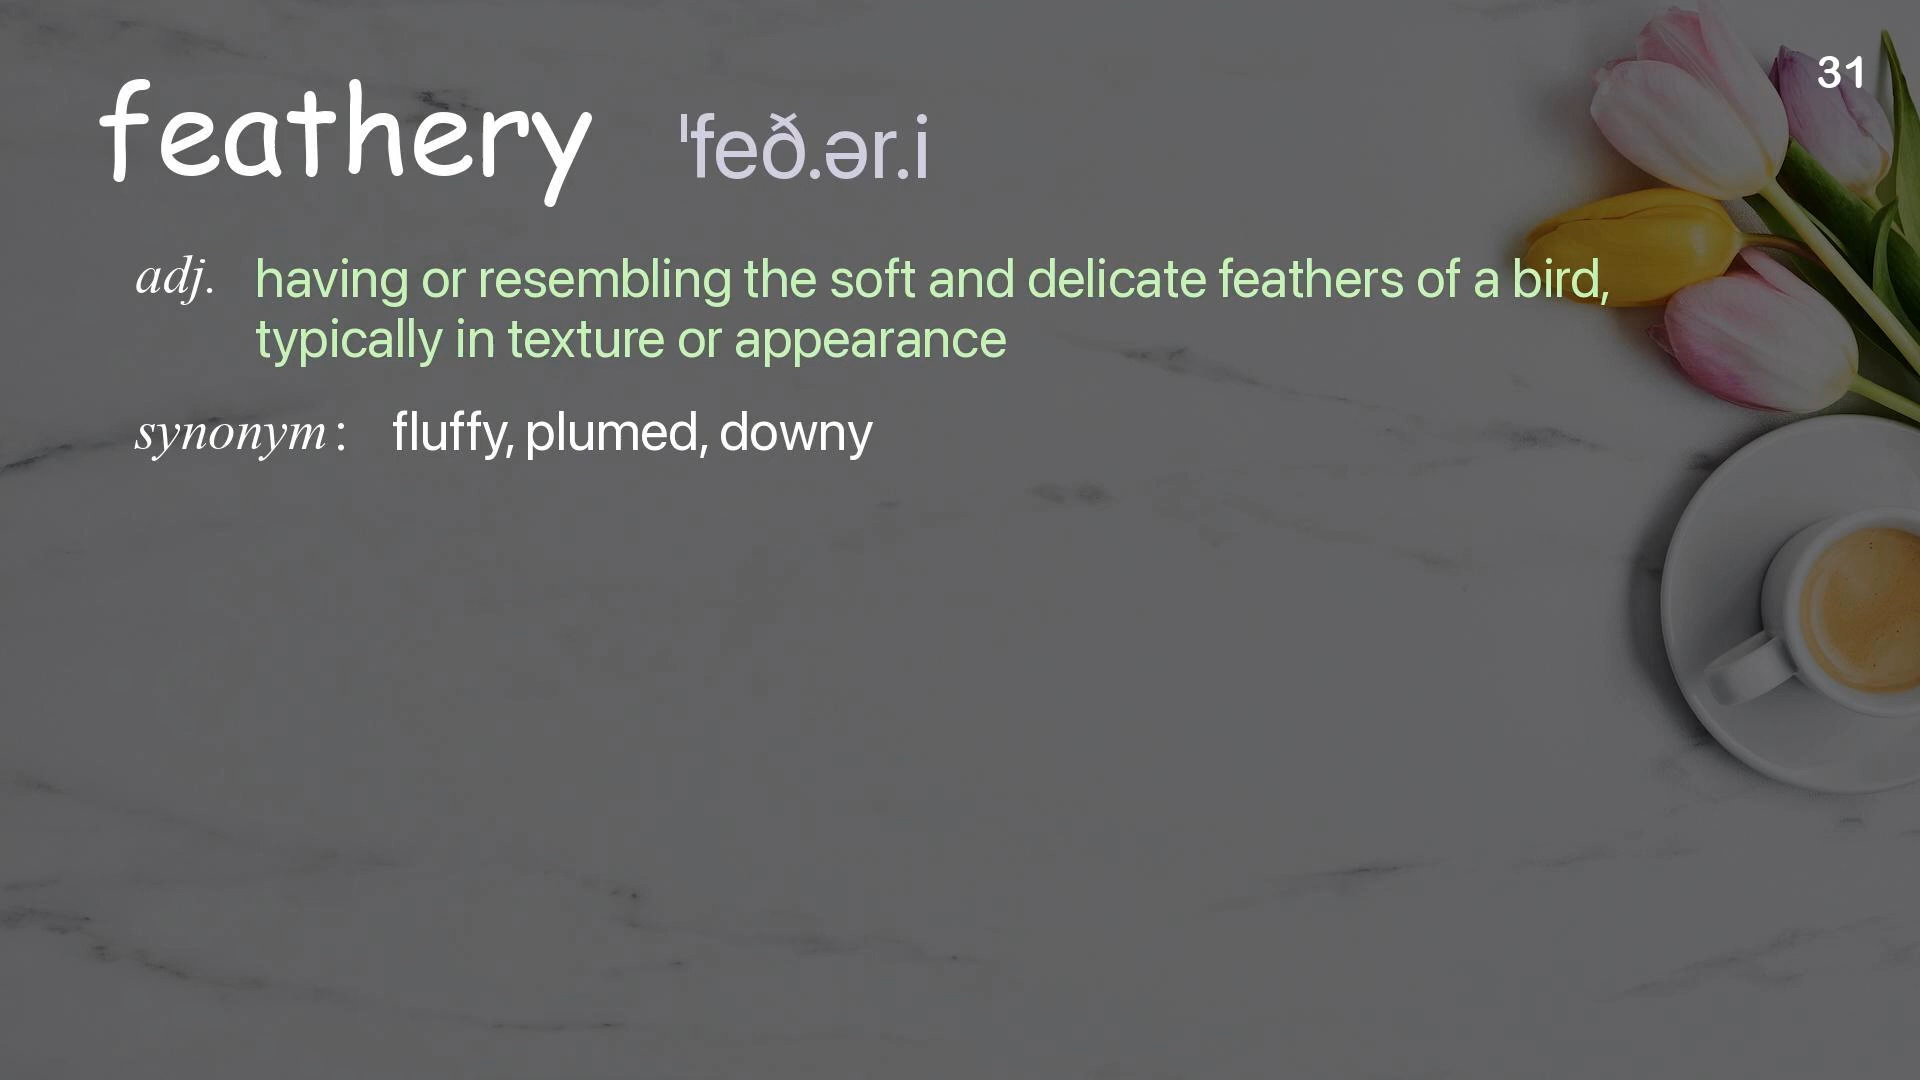 31
feathery ˈfeð.ər.i
adj. having or resembling the soft and delicate feathers of a bird,
typically in texture or appearance
synonym: fluffy, plumed, downy